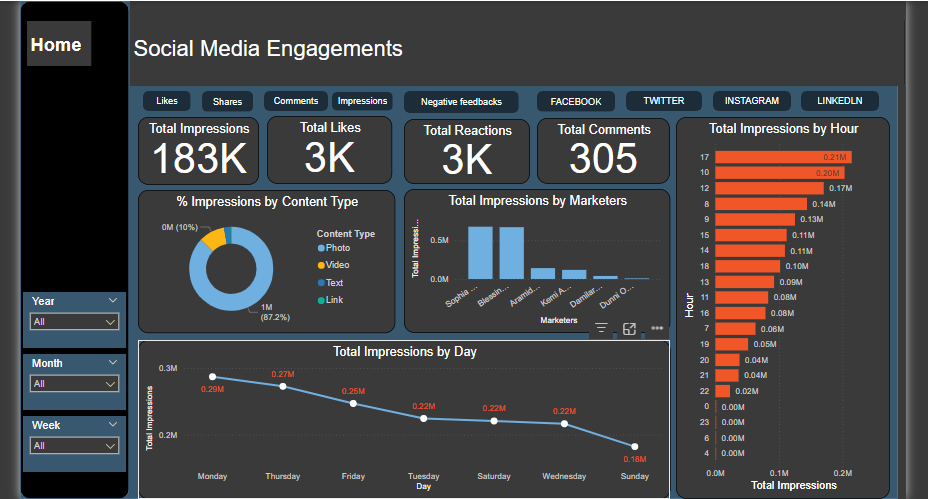 Home
Social Media Engagements
Likes
Shares
Comments
Impressions
Negative feedbacks
FACEBOOK
TWITTER
INSTAGRAM
LINKEDLN
Total Impressions
183K
Total Likes
3K
Total Reactions
3K
Total Comments
305
% Impressions by Content Type
0M (10%)
1M
(87.2%)
Content Type
Photo
Video
Text
Link
Total Impressions by Marketers
Total Impressi...
0.5M
0.0M
Sophia ...
Blessin...
Aramid...
Kemi A...
Damilar...
Dunni O...
Marketers
Total Impressions by Hour
Hour
17 0.21M
10 0.20M
12 0.17M
8 0.14M
9 0.13M
15 0.11M
14 0.11M
18 0.10M
13 0.09M
11 0.08M
16 0.08M
7 0.06M
19 0.05M
20 0.04M
21 0.04M
22 0.02M
0 0.00M
23 0.00M
6 0.00M
4 0.00M
0.0M 0.1M 0.2M
Total Impressions
Year
All
Month
All
Week
All
Total Impressions by Day
Total Impressions
0.3M
0.2M
0.29M
0.27M
0.25M
0.22M
0.22M
0.22M
0.18M
Monday Thursday Friday Tuesday Saturday Wednesday Sunday
Day